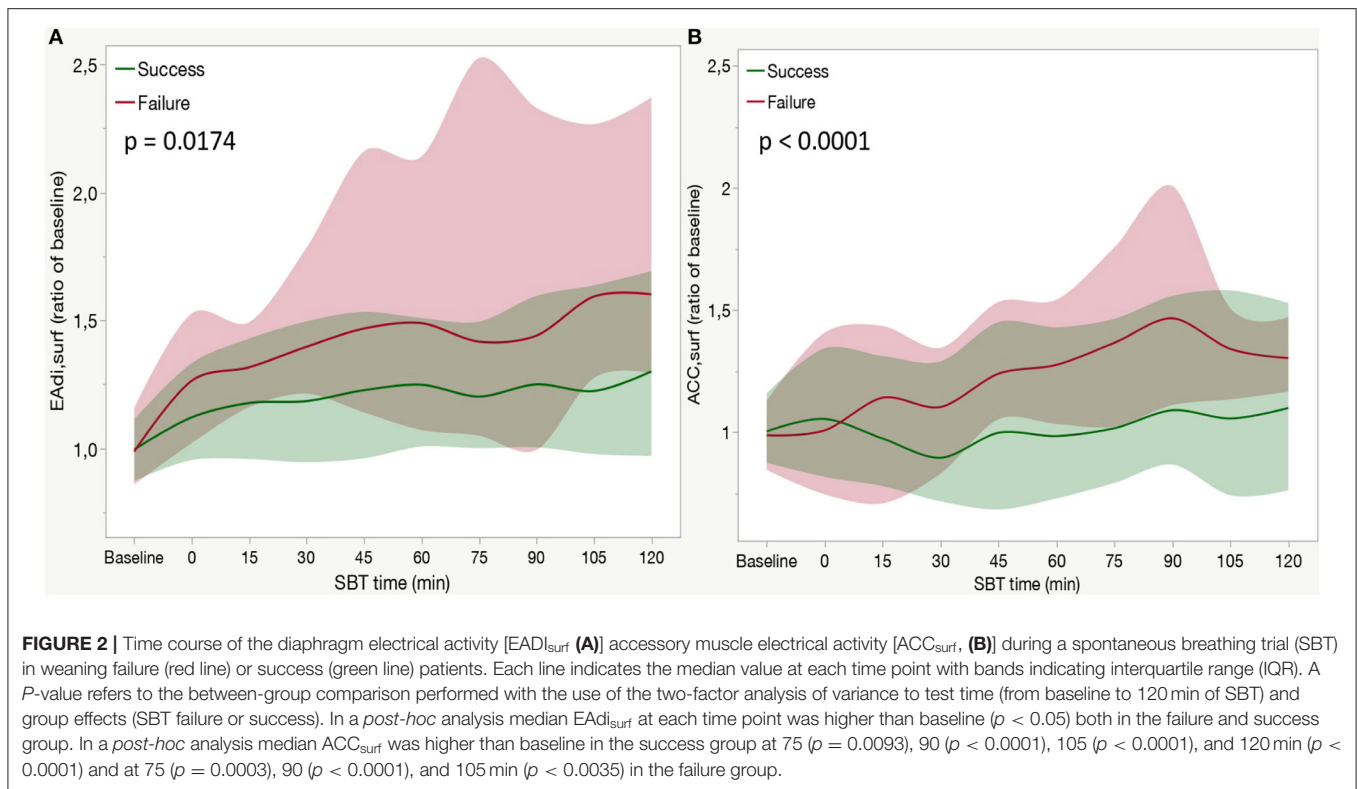 A
2,5
Success
Failure
p = 0.0174
2,0
1,5
1,0
EAdi,surf (ratio of baseline)
Baseline 0 15 30 45 60 75 90 105 120
SBT time (min)
B
2,5
Success
Failure
p < 0.0001
2
1,5
1
ACC,surf (ratio of baseline)
Baseline 0 15 30 45 60 75 90 105 120
SBT time (min)
FIGURE 2 | Time course of the diaphragm electrical activity [EADIsurf (A)] accessory muscle electrical activity [ACCsurf, (B)] during a spontaneous breathing trial (SBT)
in weaning failure (red line) or success (green line) patients. Each line indicates the median value at each time point with bands indicating interquartile range (IQR). A
P-value refers to the between-group comparison performed with the use of the two-factor analysis of variance to test time (from baseline to 120 min of SBT) and
group effects (SBT failure or success). In a post-hoc analysis median EAdisurf at each time point was higher than baseline (p < 0.05) both in the failure and success
group. In a post-hoc analysis median ACCsurf was higher than baseline in the success group at 75 (p = 0.0093), 90 (p < 0.0001), 105 (p < 0.0001), and 120 min (p <
0.0001) and at 75 (p = 0.0003), 90 (p < 0.0001), and 105 min (p < 0.0035) in the failure group.